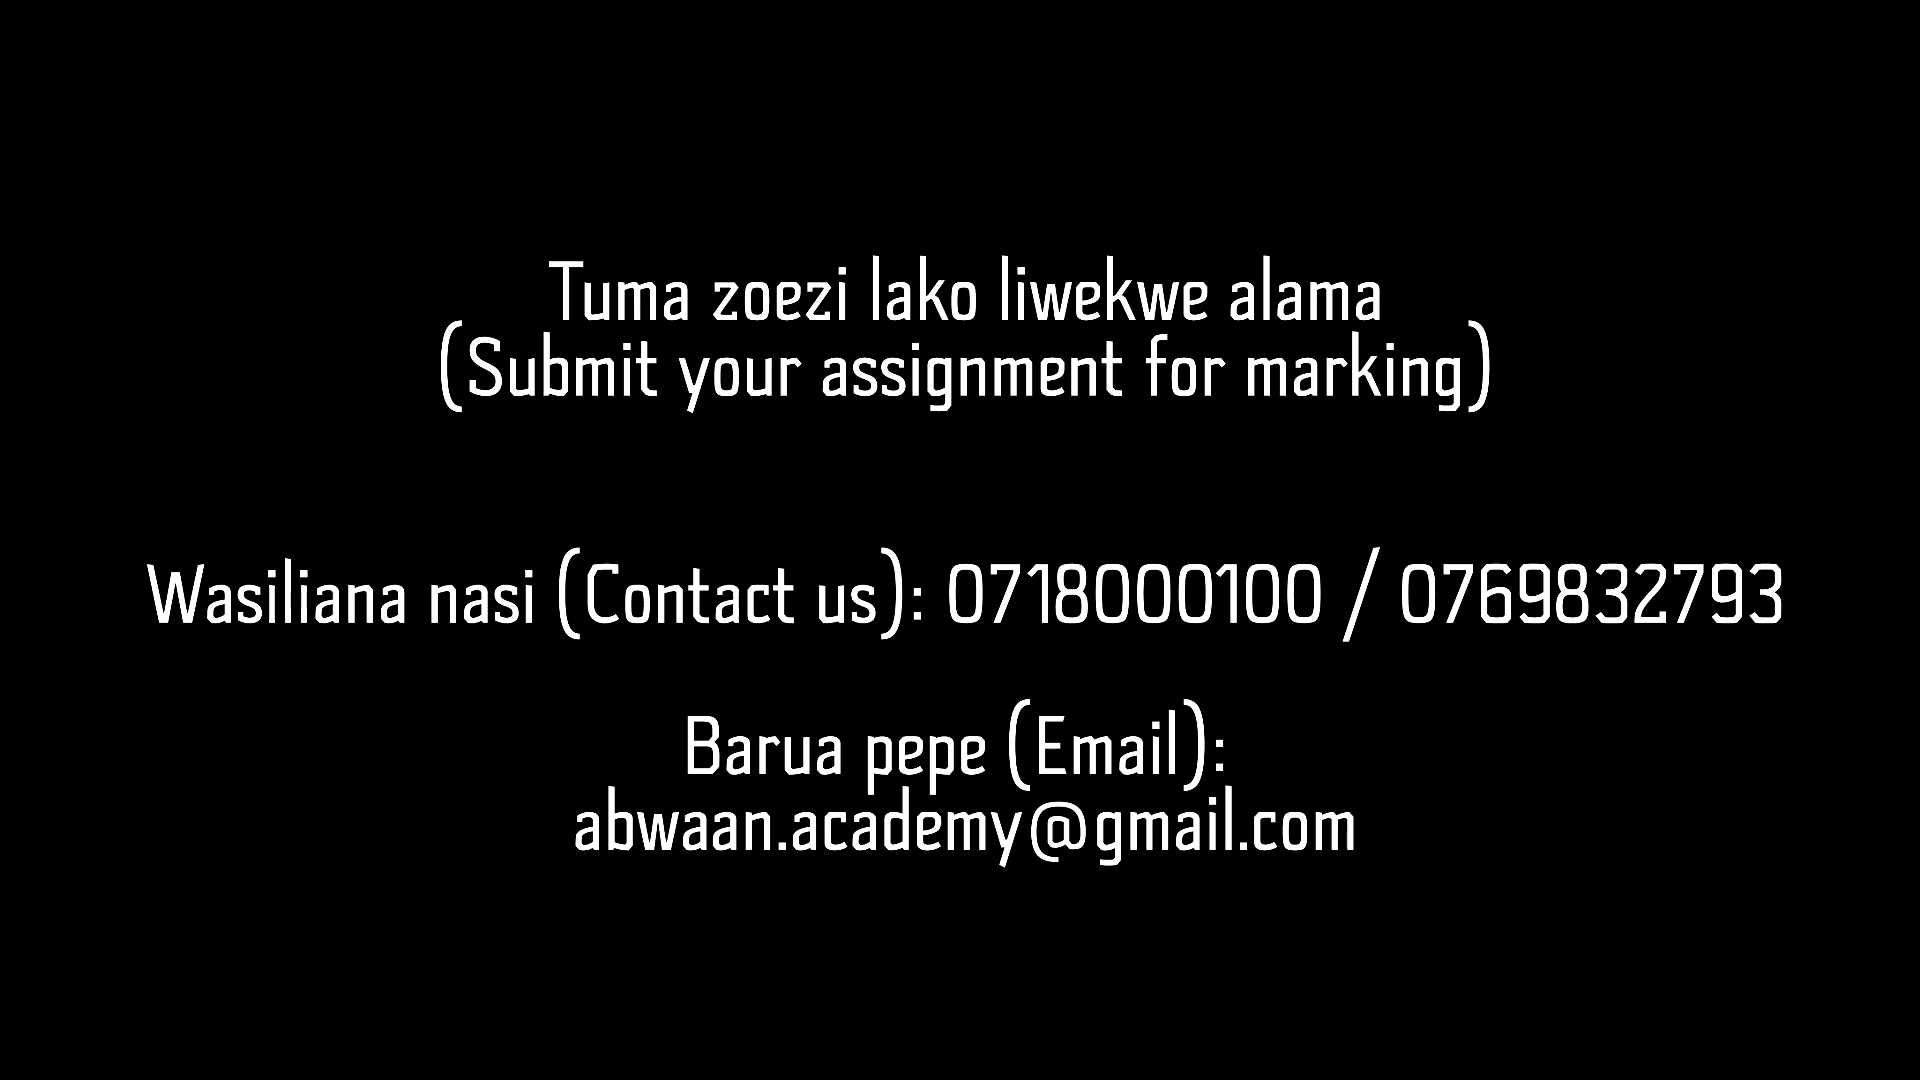 Tuma zoezi lako liwekwe alama
(Submit your assignment for marking)
Wasiliana nasi (Contact us): 0718000100 / 0769832793
Barua pepe (Email):
abwaan.academy@gmail.com